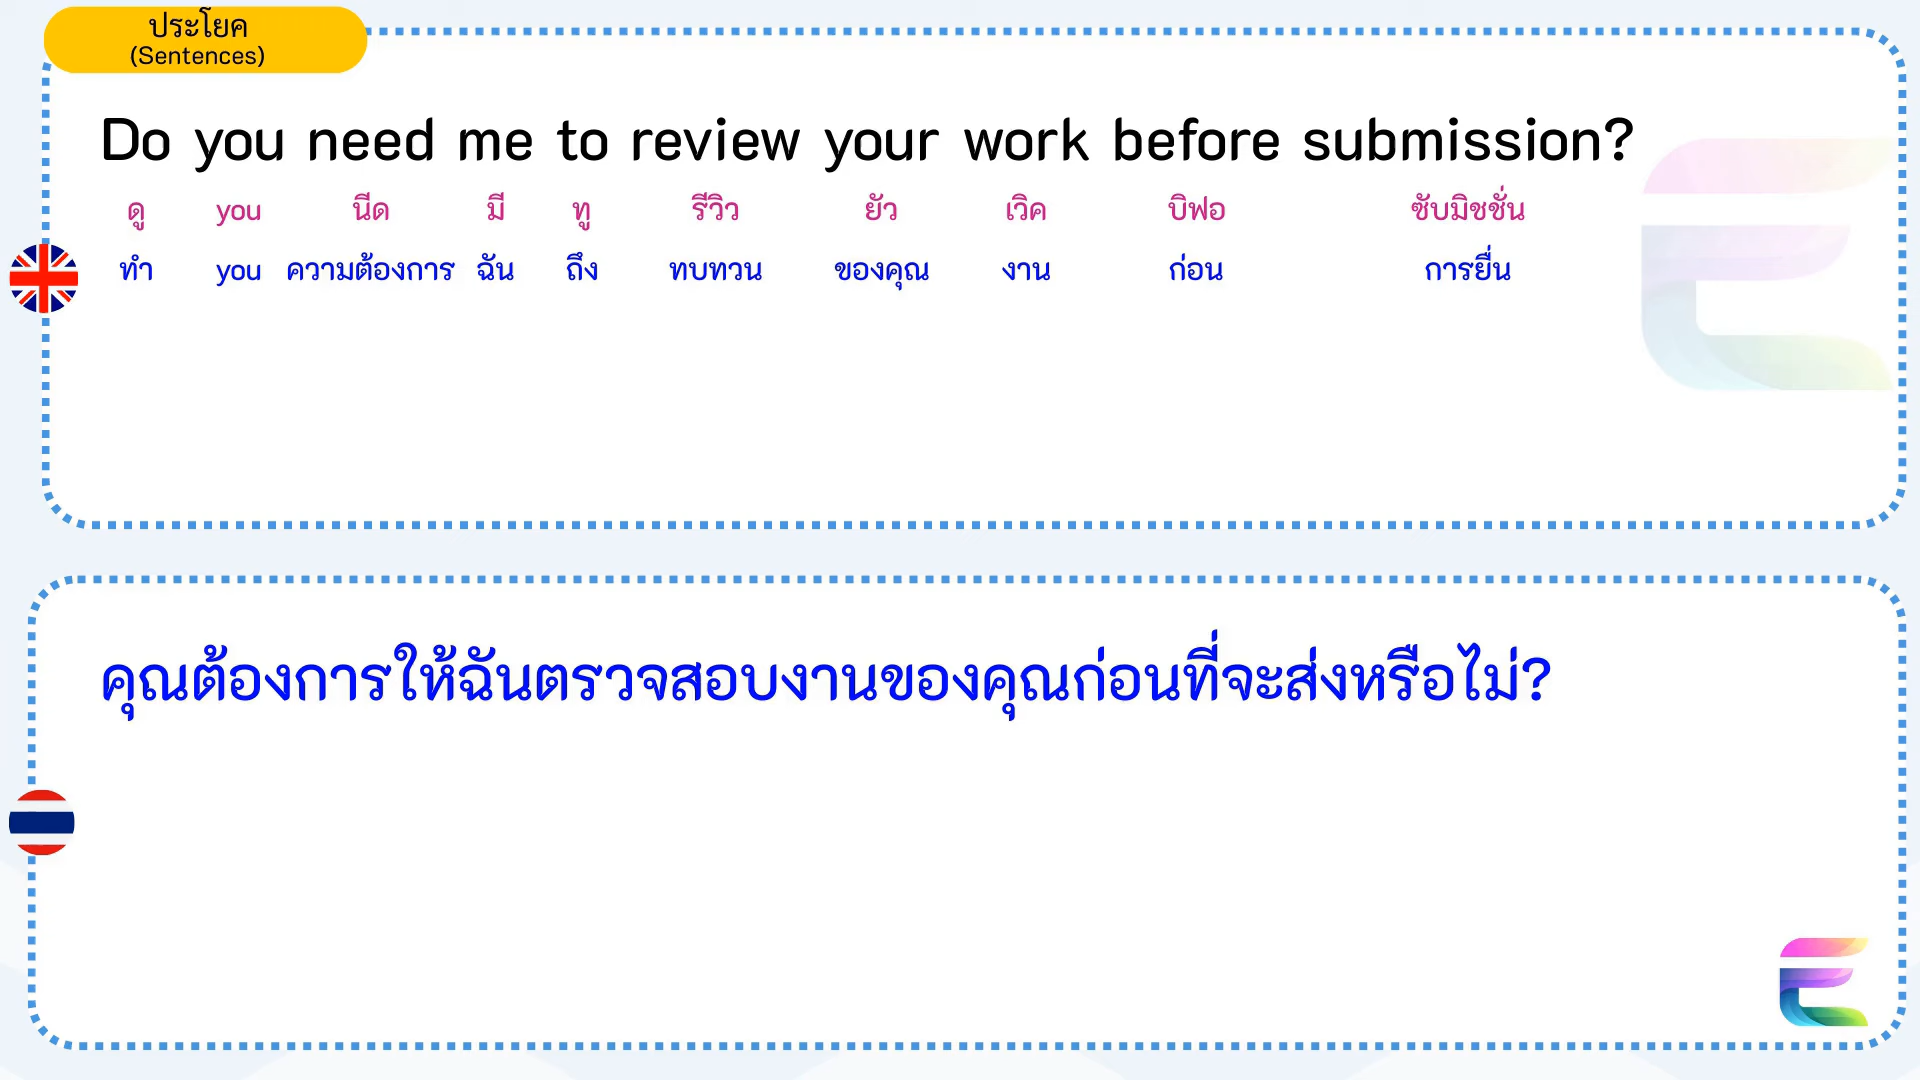 ประโยค
(Sentences)
Do you need me to review your work before submission?
ดู you นีด มี ทู รีวิว ยัว เวิค บิฟอ ซับมิชชั่น
ทำ you ความต้องการ ฉัน ถึง ทบทวน ของคุณ งาน ก่อน การยื่น
คุณต้องการให้ฉันตรวจสอบงานของคุณก่อนที่จะส่งหรือไม่?